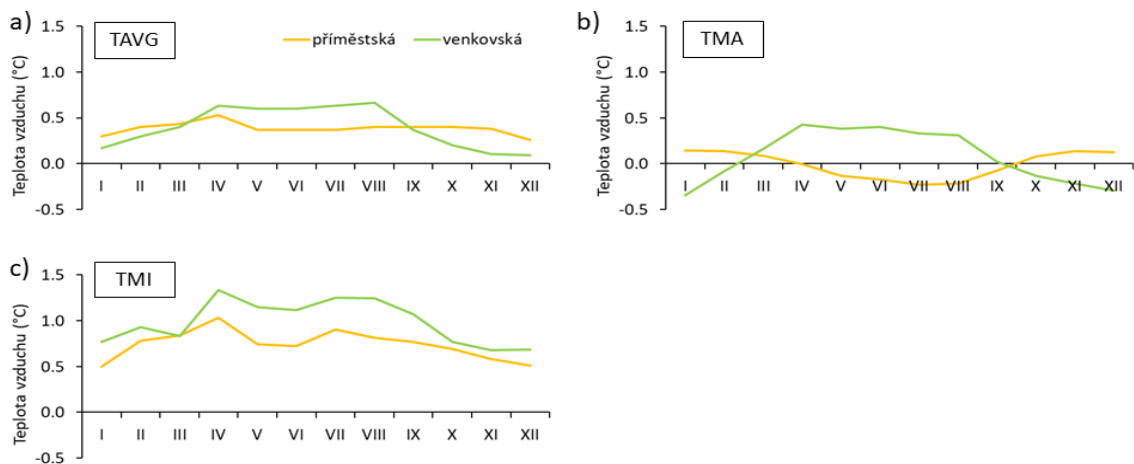 a)
TAVG
příměstská
venkovská
Teplota vzduchu (°C)
1.5
1.0
0.5
0.0
-0.5
I II III IV V VI VII VIII IX X XI XII
b)
TMA
Teplota vzduchu (°C)
1.5
1.0
0.5
0.0
-0.5
I II III IV V VI VII VIII IX X XI XII
c)
TMI
Teplota vzduchu (°C)
1.5
1.0
0.5
0.0
-0.5
I II III IV V VI VII VIII IX X XI XII